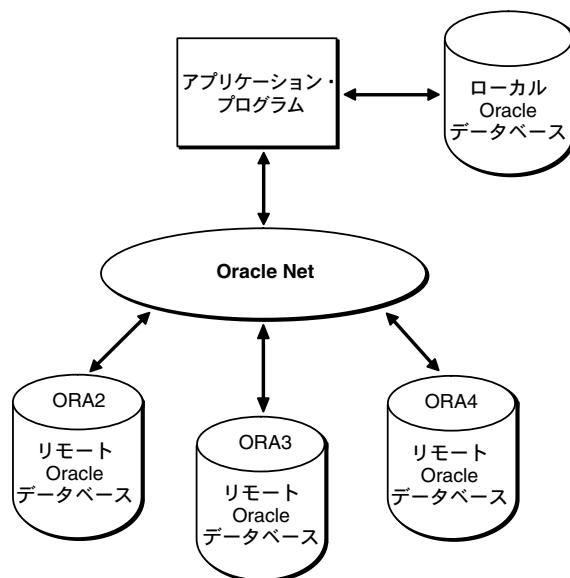 アプリケーション・
プログラム
ローカル
Oracle
データベース
Oracle Net
ORA2
リモート
Oracle
データベース
ORA3
リモート
Oracle
データベース
ORA4
リモート
Oracle
データベース